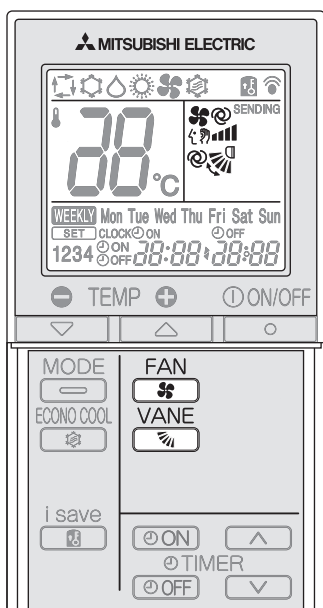 MITSUBISHI ELECTRIC
SENDING
°C
WEEKLY Mon Tue Wed Thu Fri Sat Sun
SET CLOCK ON OFF
1234 ON OFF 88:88 88:88
TEMP ON/OFF
MODE FAN
ECONO COOL VANE
i save
ON
TIMER
OFF